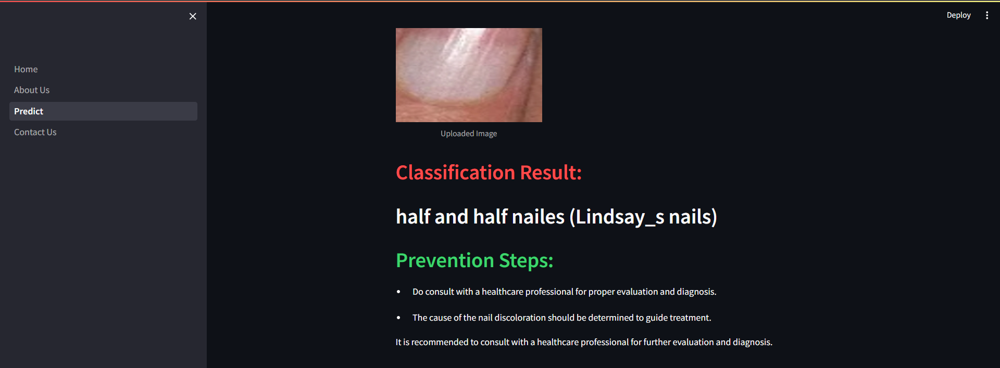 Deploy
Home
About Us
Predict
Contact Us
Uploaded Image
Classification Result:
half and half nailes (Lindsay_s nails)
Prevention Steps:
• Do consult with a healthcare professional for proper evaluation and diagnosis.
• The cause of the nail discoloration should be determined to guide treatment.
It is recommended to consult with a healthcare professional for further evaluation and diagnosis.